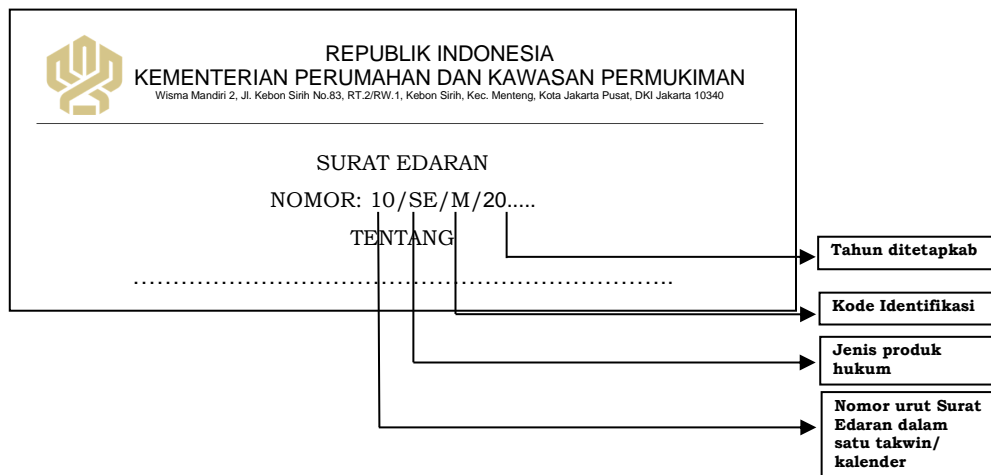 REPUBLIK INDONESIA
KEMENTERIAN PERUMAHAN DAN KAWASAN PERMUKIMAN
Wisma Mandiri 2, Jl. Kebon Sirih No.83, RT.2/RW.1, Kebon Sirih, Kec. Menteng, Kota Jakarta Pusat, DKI Jakarta 10340
SURAT EDARAN
NOMOR: 10/SE/M/20.....
TENTANG
....................................................................
Tahun ditetapkab
Kode Identifikasi
Jenis produk
hukum
Nomor urut Surat
Edaran dalam
satu takwin/
kalender